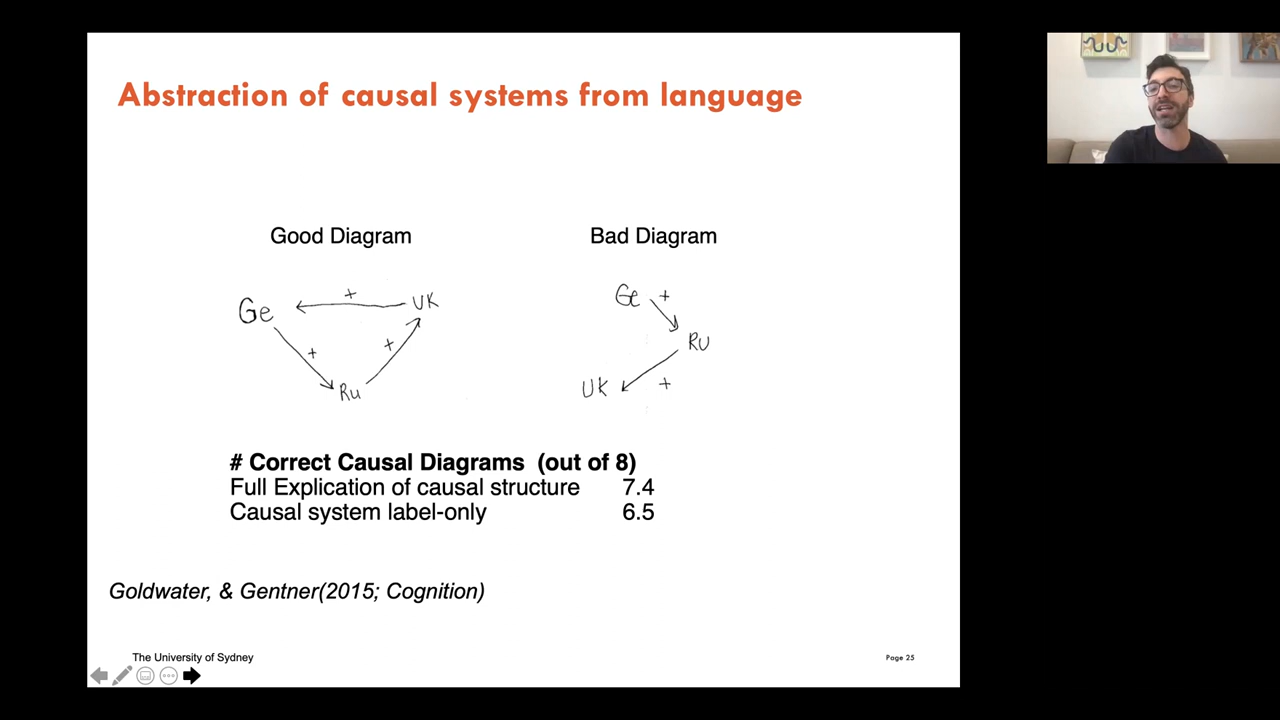 Abstraction of causal systems from language
Good Diagram
Bad Diagram
Ge
+
UK
+
+
Ru
Ge +
RU
UK
+
# Correct Causal Diagrams (out of 8)
Full Explication of causal structure 7.4
Causal system label-only 6.5
Goldwater, & Gentner(2015; Cognition)
The University of Sydney
Page 25